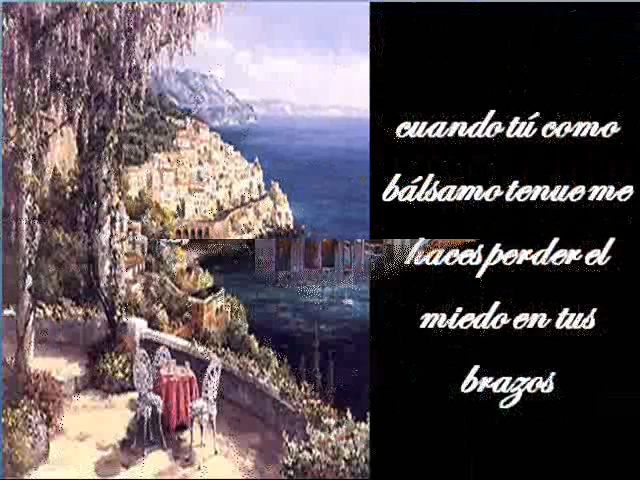 cuando tú como
bálsamo tenue me
haces perder el
miedo en tus
brazos